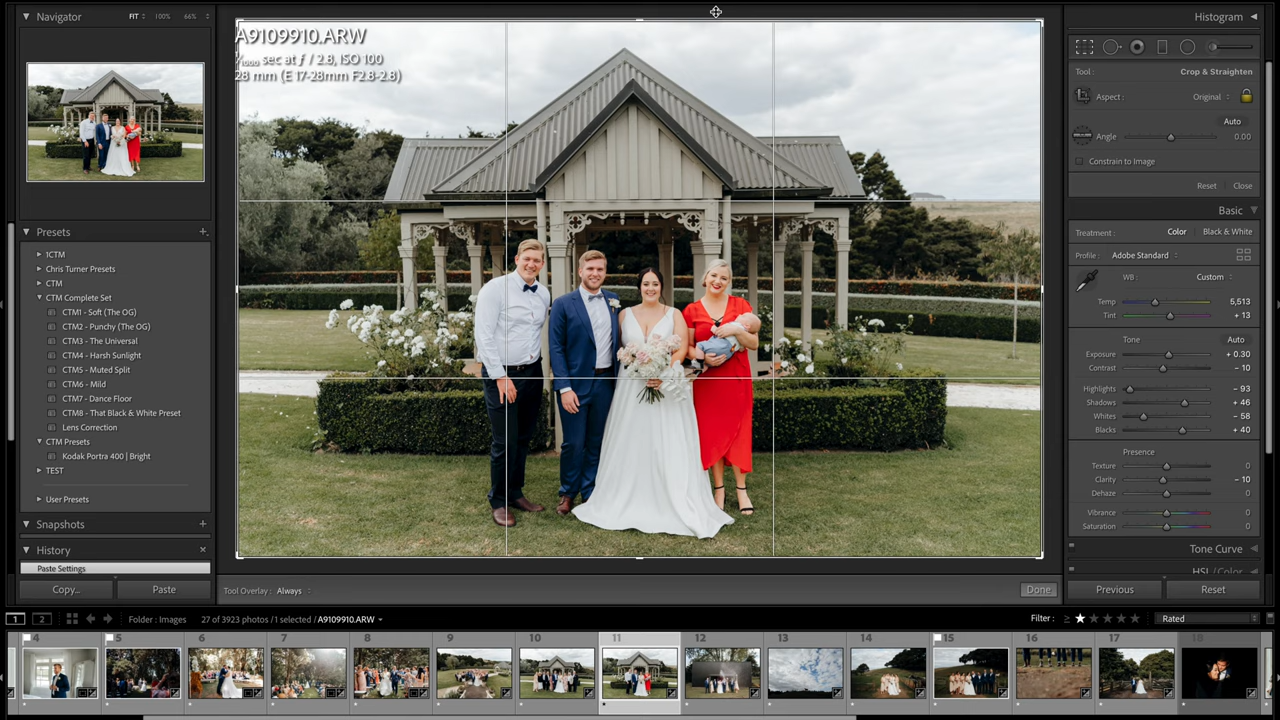 Navigator
FIT
100%
66%
A9109910.ARW
sec at ƒ / 2.8, ISO 100
28 mm (E 17-28mm F2.8-2.8)
Presets
1CTM
Chris Turner Presets
CTM
CTM Complete Set
CTM1 - Soft (The OG)
CTM2 - Punchy (The OG)
CTM3 - The Universal
CTM4 - Harsh Sunlight
CTM5 - Muted Split
CTM6 - Mild
CTM7 - Dance Floor
CTM8 - That Black & White Preset
Lens Correction
CTM Presets
Kodak Portra 400 | Bright
TEST
User Presets
Snapshots
History
Paste Settings
Copy...
Paste
Tool Overlay : Always
Done
Histogram
Tool : Crop & Straighten
Aspect : Original
Auto
Angle 0.00
Constrain to Image
Reset Close
Basic
Treatment : Color Black & White
Profile : Adobe Standard
WB : Custom
Temp 5,513
Tint + 13
Tone Auto
Exposure + 0.30
Contrast − 10
Highlights − 93
Shadows + 46
Whites − 58
Blacks + 40
Presence
Texture 0
Clarity − 10
Dehaze 0
Vibrance 0
Saturation 0
Tone Curve
HSL / Color
Previous
Reset
1 2
Folder : Images
27 of 3923 photos / 1 selected / A9109910.ARW
Filter : ≥ ★ ★ ★ ★ ★
Rated
4 5 6 7 8 9 10 11 12 13 14 15 16 17 18